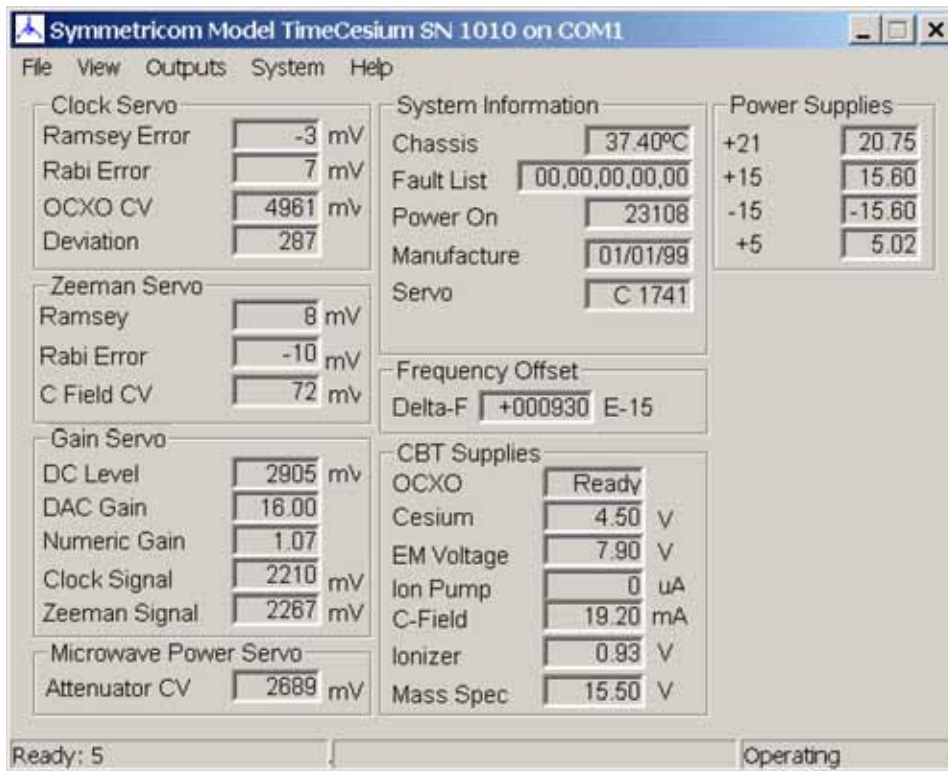 Symmetricom Model TimeCesium SN 1010 on COM1
File View Outputs System Help
Clock Servo
Ramsey Error -3 mV
Rabi Error 7 mV
OCXO CV 4961 mV
Deviation 287
Zeeman Servo
Ramsey 8 mV
Rabi Error -10 mV
C Field CV 72 mV
Gain Servo
DC Level 2905 mV
DAC Gain 16.00
Numeric Gain 1.07
Clock Signal 2210 mV
Zeeman Signal 2267 mV
Microwave Power Servo
Attenuator CV 2689 mV
System Information
Chassis 37.40ºC
Fault List 00,00,00,00,00
Power On 23108
Manufacture 01/01/99
Servo C 1741
Frequency Offset
Delta-F +000930 E-15
CBT Supplies
OCXO Ready
Cesium 4.50 V
EM Voltage 7.90 V
Ion Pump 0 uA
C-Field 19.20 mA
Ionizer 0.93 V
Mass Spec 15.50 V
Power Supplies
+21 20.75
+15 15.60
-15 -15.60
+5 5.02
Ready: 5
Operating